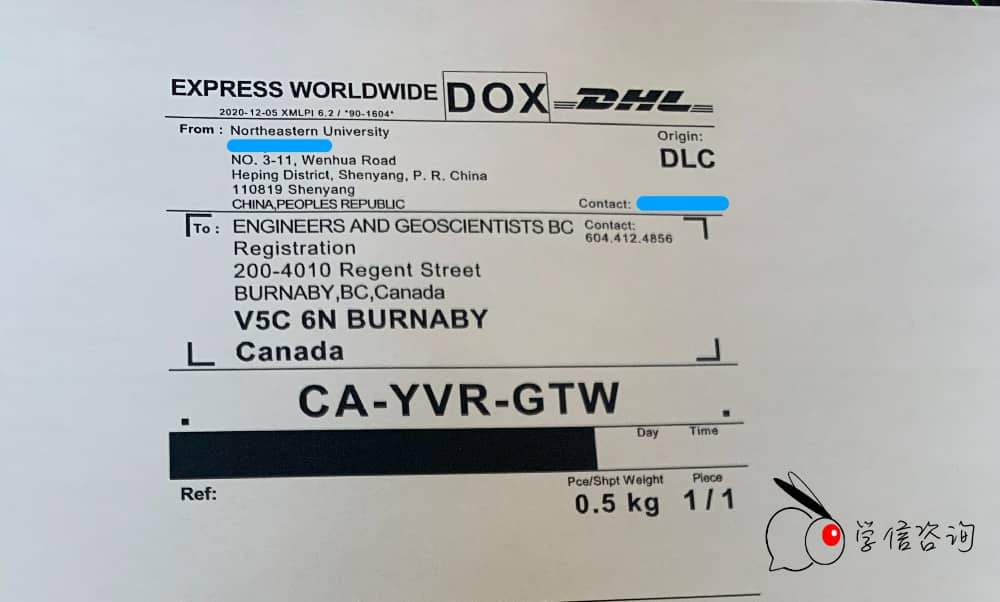 EXPRESS WORLDWIDE DOX DHL
2020-12-05 XMLPI 6.2 / *90-1604*
From : Northeastern University
Origin:
DLC
NO. 3-11, Wenhua Road
Heping District, Shenyang, P. R. China
110819 Shenyang
CHINA,PEOPLES REPUBLIC
Contact:
To : ENGINEERS AND GEOSCIENTISTS BC
Contact:
604.412.4856
Registration
200-4010 Regent Street
BURNABY,BC,Canada
V5C 6N BURNABY
Canada
CA-YVR-GTW
Day Time
Ref:
Pce/Shpt Weight Piece
0.5 kg 1/1
学信咨询